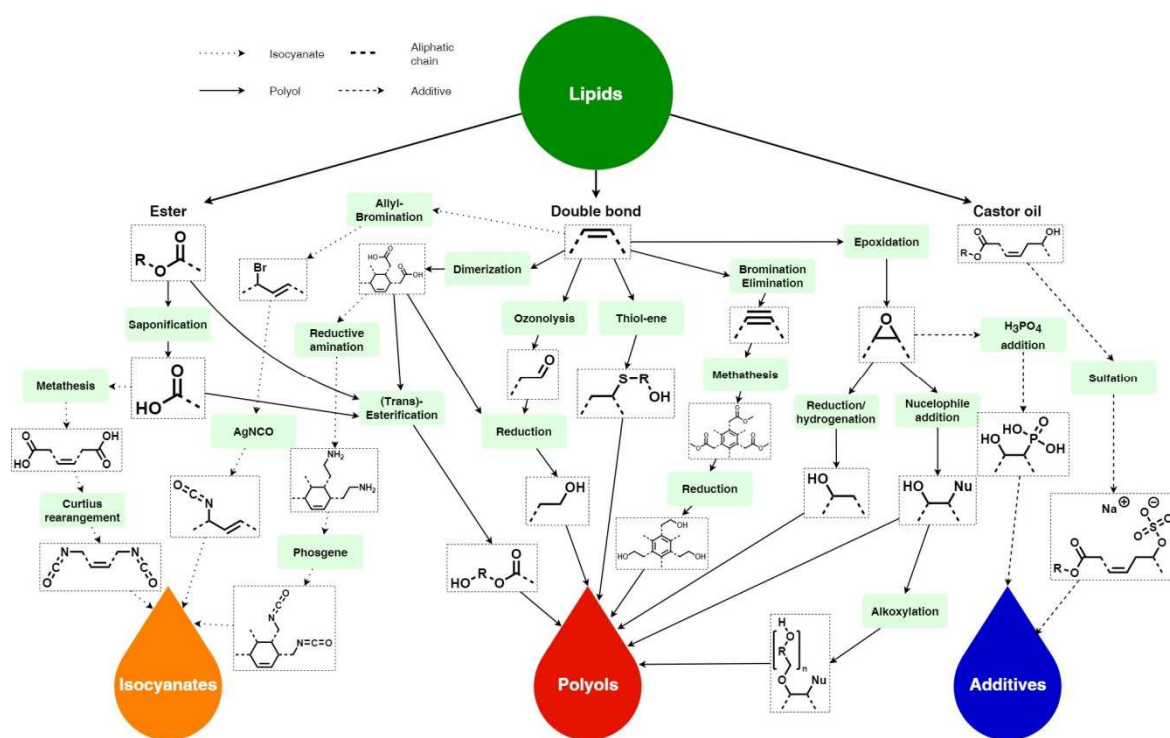 Isocyanate
Aliphatic
chain
Polyol
Additive
Lipids
Ester
Double bond
Castor oil
Allyl-
Bromination
Epoxidation
Dimerization
Bromination
Elimination
R
O
O
Br
O
HO
O
OH
O
R
O
OH
Saponification
Reductive
amination
Ozonolysis
Thiol-ene
O
H3PO4
addition
Metathesis
O
HO
(Trans)-
Esterification
O
S
R
OH
Methathesis
Sulfation
Reduction/
hydrogenation
Nucelophile
addition
AgNCO
Reduction
O
OH
O
HO
O
O
O
O
O
O
O
HO
HO
O
P
OH
OH
Curtius
rearrangement
O
C
N
NH2
NH2
OH
Reduction
HO
HO
Nu
Na
O
S
O
O
O
O
R
O
Phosgene
OH
HO
OH
O
C
N
N
C
O
HO
R
O
O
Alkoxylation
N
C
O
N
C
O
H
O
R
n
O
Nu
Isocyanates
Polyols
Additives